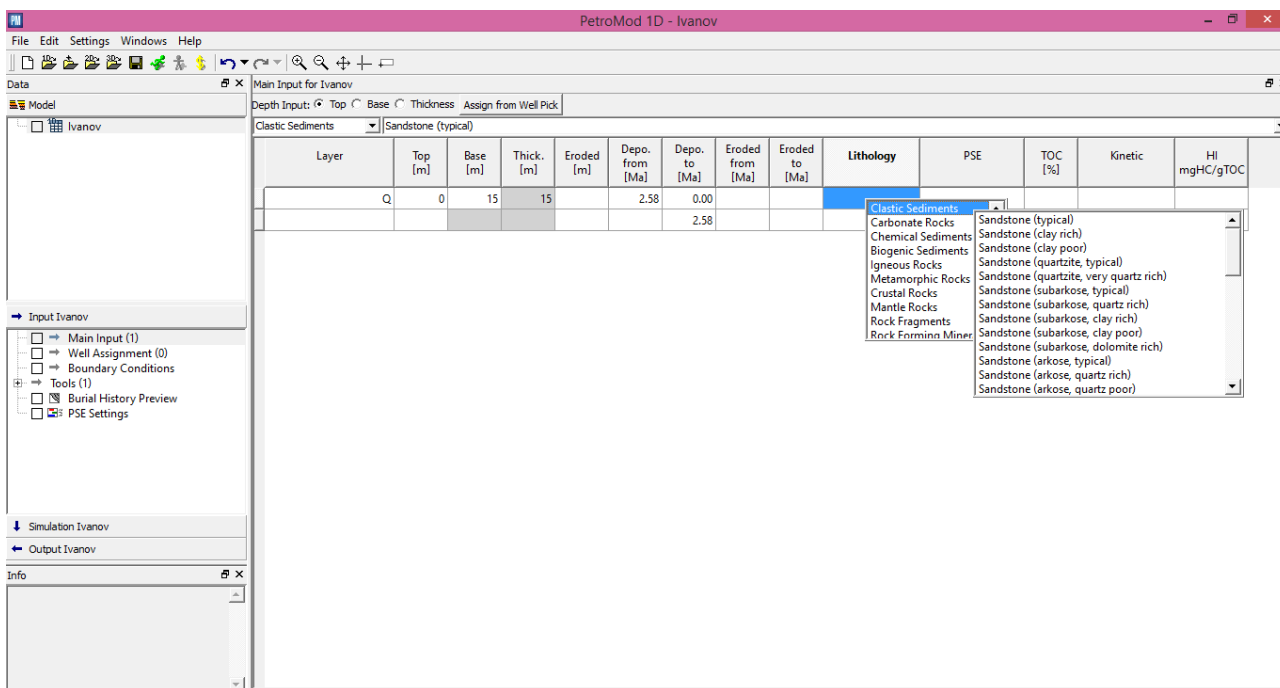 PM
PetroMod 1D - Ivanov
File Edit Settings Windows Help
Data
Main Input for Ivanov
Model
Depth Input: Top Base Thickness Assign from Well Pick
Ivanov
Clastic Sediments Sandstone (typical)
Layer Top [m] Base [m] Thick. [m] Eroded [m] Depo. from [Ma] Depo. to [Ma] Eroded from [Ma] Eroded to [Ma] Lithology PSE TOC [%] Kinetic HI mgHC/gTOC
Q 0 15 15 2.58 0.00
2.58
Clastic Sediments
Carbonate Rocks
Chemical Sediments
Biogenic Sediments
Igneous Rocks
Metamorphic Rocks
Crustal Rocks
Mantle Rocks
Rock Fragments
Rock Forming Miner
Sandstone (typical)
Sandstone (clay rich)
Sandstone (clay poor)
Sandstone (quartzite, typical)
Sandstone (quartzite, very quartz rich)
Sandstone (subarkose, typical)
Sandstone (subarkose, quartz rich)
Sandstone (subarkose, clay rich)
Sandstone (subarkose, clay poor)
Sandstone (subarkose, dolomite rich)
Sandstone (arkose, typical)
Sandstone (arkose, quartz rich)
Sandstone (arkose, quartz poor)
Input Ivanov
Main Input (1)
Well Assignment (0)
Boundary Conditions
Tools (1)
Burial History Preview
PSE Settings
Simulation Ivanov
Output Ivanov
Info